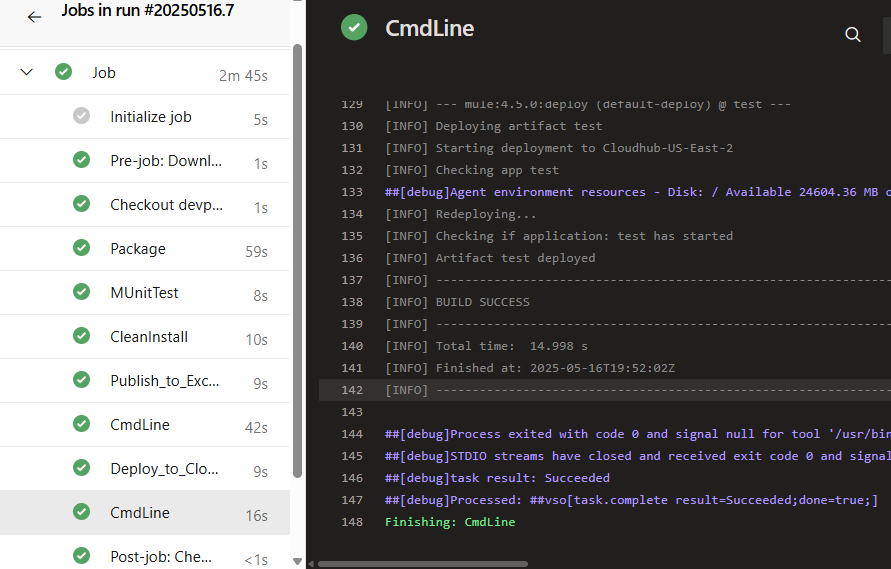 Jobs in run #20250516.7
Job 2m 45s
Initialize job 5s
Pre-job: Downl... 1s
Checkout devp... 1s
Package 59s
MUnitTest 8s
CleanInstall 10s
Publish_to_Exc... 9s
CmdLine 42s
Deploy_to_Clo... 9s
CmdLine 16s
Post-job: Che... <1s
CmdLine
129 [INFO] --- mule:4.5.0:deploy (default-deploy) @ test ---
130 [INFO] Deploying artifact test
131 [INFO] Starting deployment to Cloudhub-US-East-2
132 [INFO] Checking app test
133 ##[debug]Agent environment resources - Disk: / Available 24604.36 MB o
134 [INFO] Redeploying...
135 [INFO] Checking if application: test has started
136 [INFO] Artifact test deployed
137 [INFO] ----------------------------------------------------------------
138 [INFO] BUILD SUCCESS
139 [INFO] ----------------------------------------------------------------
140 [INFO] Total time:  14.998 s
141 [INFO] Finished at: 2025-05-16T19:52:02Z
142 [INFO] ----------------------------------------------------------------
143
144 ##[debug]Process exited with code 0 and signal null for tool '/usr/bin
145 ##[debug]STDIO streams have closed and received exit code 0 and signal
146 ##[debug]task result: Succeeded
147 ##[debug]Processed: ##vso[task.complete result=Succeeded;done=true;]
148 Finishing: CmdLine